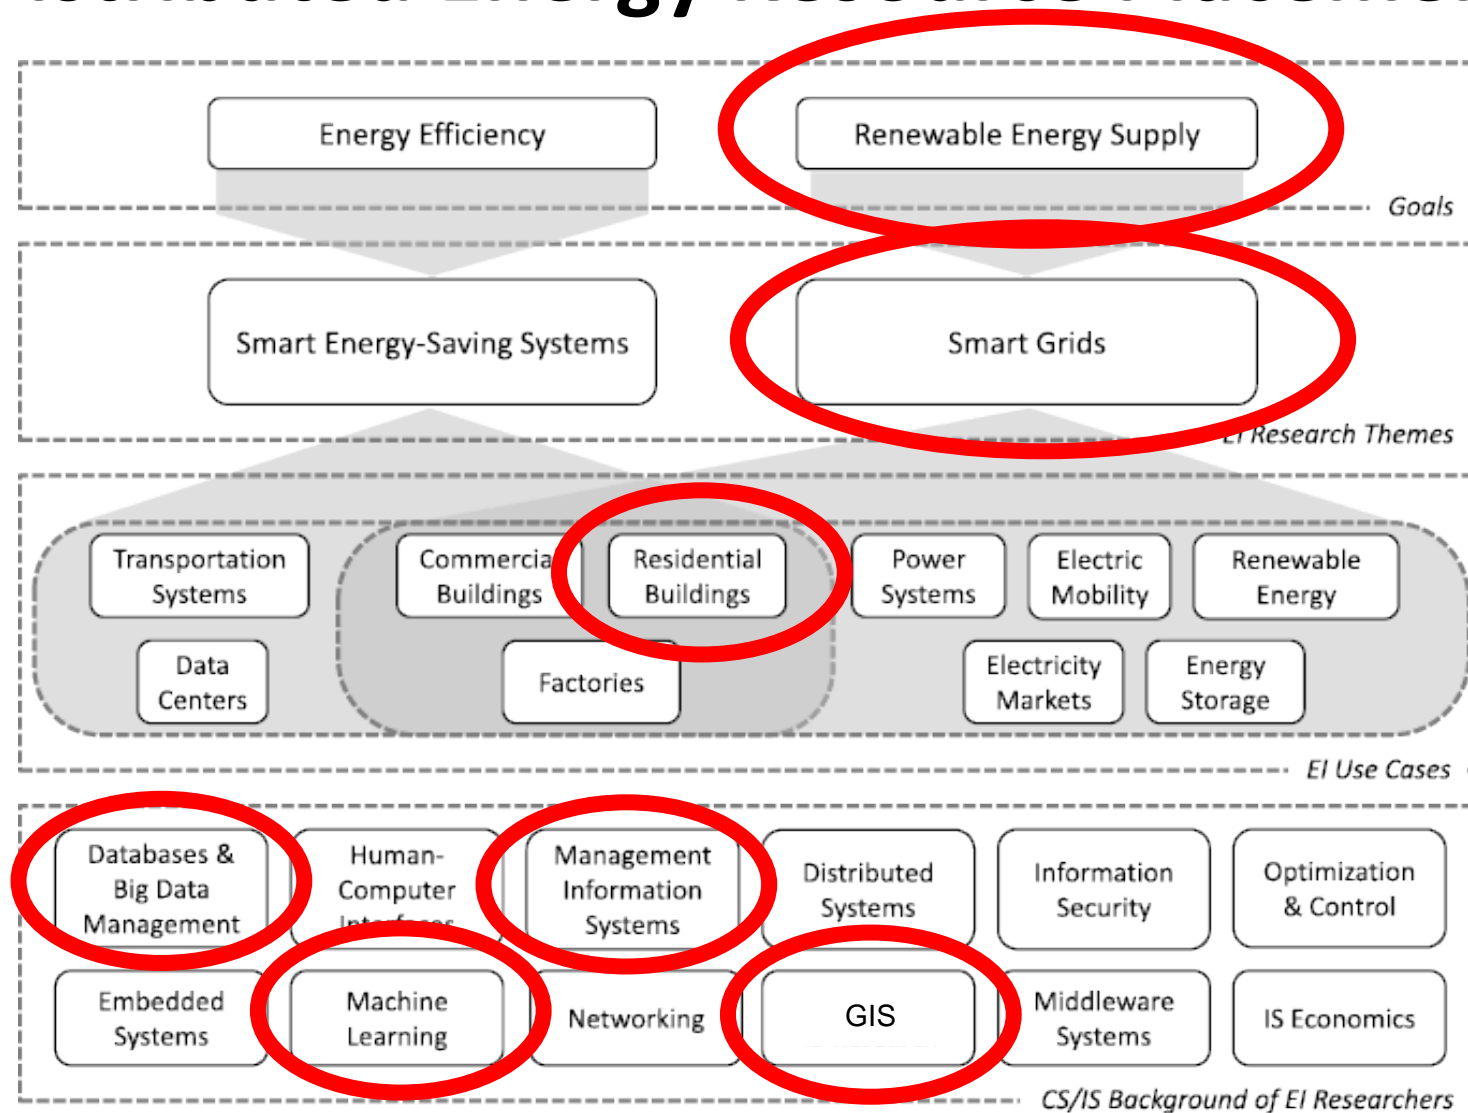 Energy Efficiency
Renewable Energy Supply
Goals
Smart Energy-Saving Systems
Smart Grids
EI Research Themes
Transportation
Systems
Commercial
Buildings
Residential
Buildings
Power
Systems
Electric
Mobility
Renewable
Energy
Data
Centers
Factories
Electricity
Markets
Energy
Storage
EI Use Cases
Databases &
Big Data
Management
Human-
Computer
Interfaces
Management
Information
Systems
Distributed
Systems
Information
Security
Optimization
& Control
Embedded
Systems
Machine
Learning
Networking
GIS
Middleware
Systems
IS Economics
CS/IS Background of EI Researchers